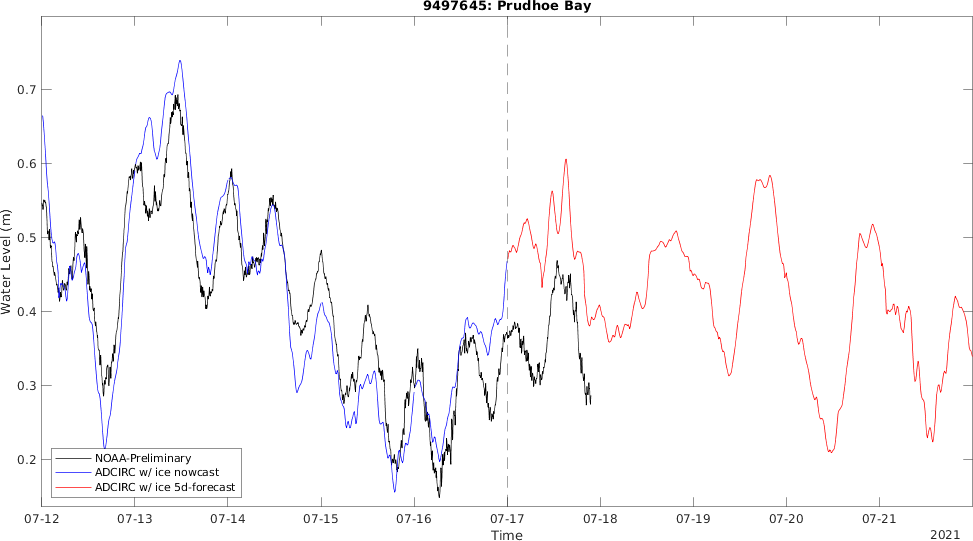 9497645: Prudhoe Bay
Water Level (m)
0.7
0.6
0.5
0.4
0.3
0.2
NOAA-Preliminary
ADCIRC w/ ice nowcast
ADCIRC w/ ice 5d-forecast
07-12 07-13 07-14 07-15 07-16 07-17 07-18 07-19 07-20 07-21
Time
2021